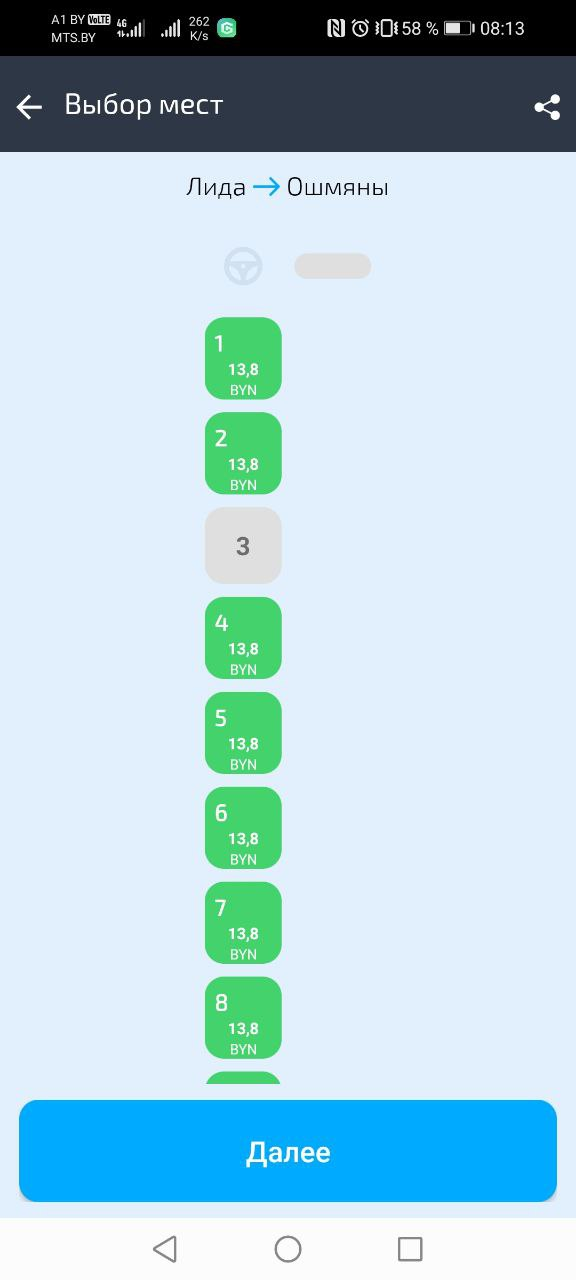 A1 BY VoLTE 4G 262 58 % 08:13
MTS.BY K/s
Выбор мест
Лида → Ошмяны
1
13,8
BYN
2
13,8
BYN
3
4
13,8
BYN
5
13,8
BYN
6
13,8
BYN
7
13,8
BYN
8
13,8
BYN
Далее